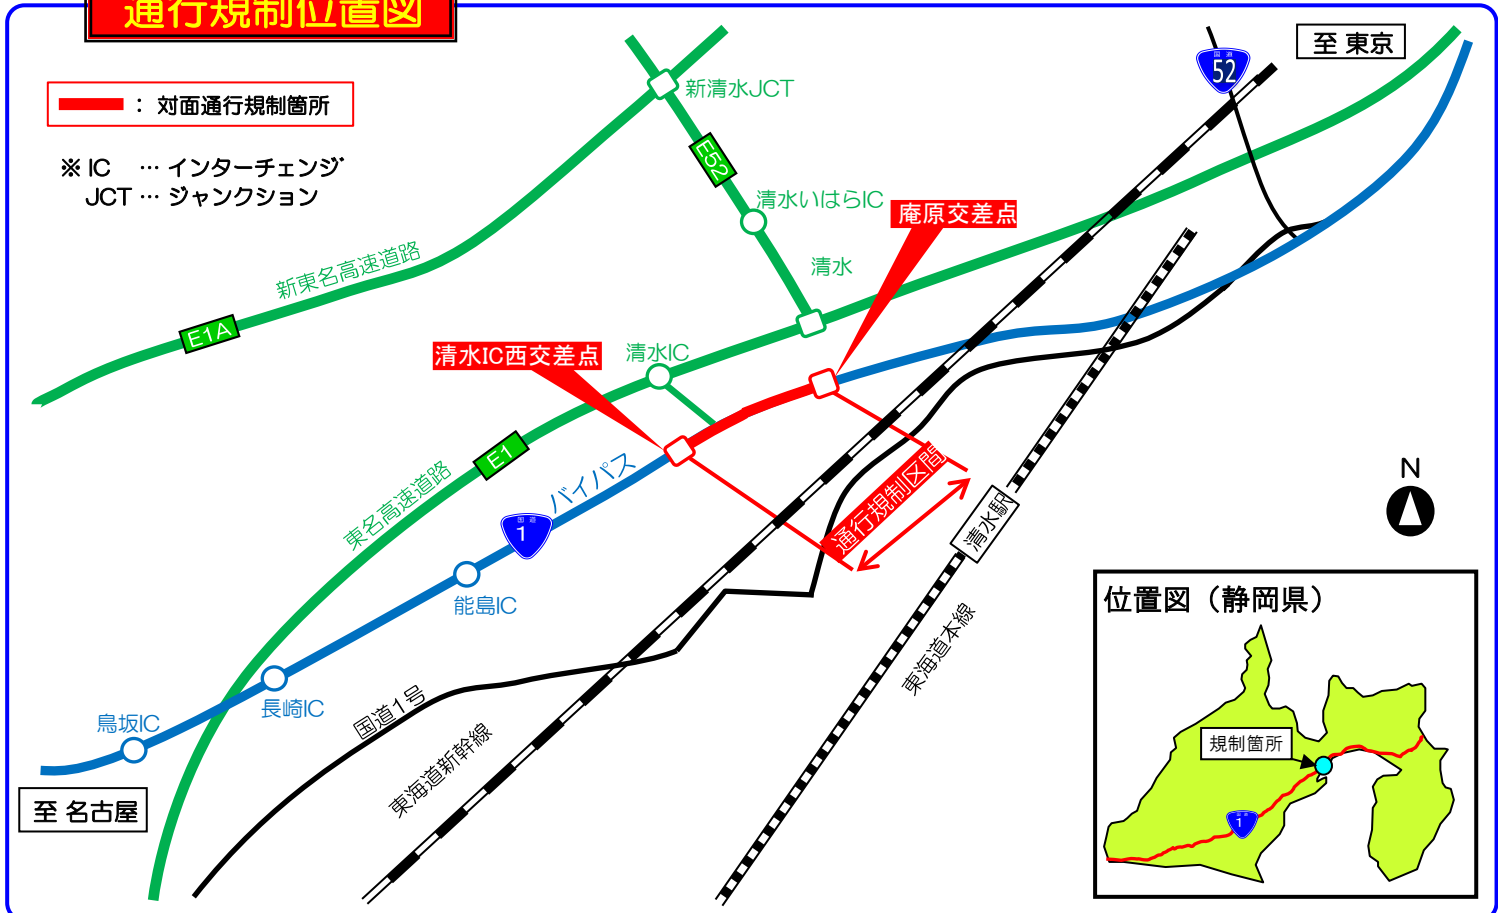 通行規制位置図
至 東京
国道
52
：対面通行規制箇所
※ IC … インターチェンジ
JCT … ジャンクション
新清水JCT
E52
清水いはらIC
庵原交差点
清水
新東名高速道路
E1A
清水IC西交差点
清水IC
E1
東名高速道路
バイパス
国道
1
通行規制区間
清水駅
N
能島IC
東海道本線
長崎IC
鳥坂IC
国道1号
東海道新幹線
至 名古屋
位置図（静岡県）
規制箇所
国道
1